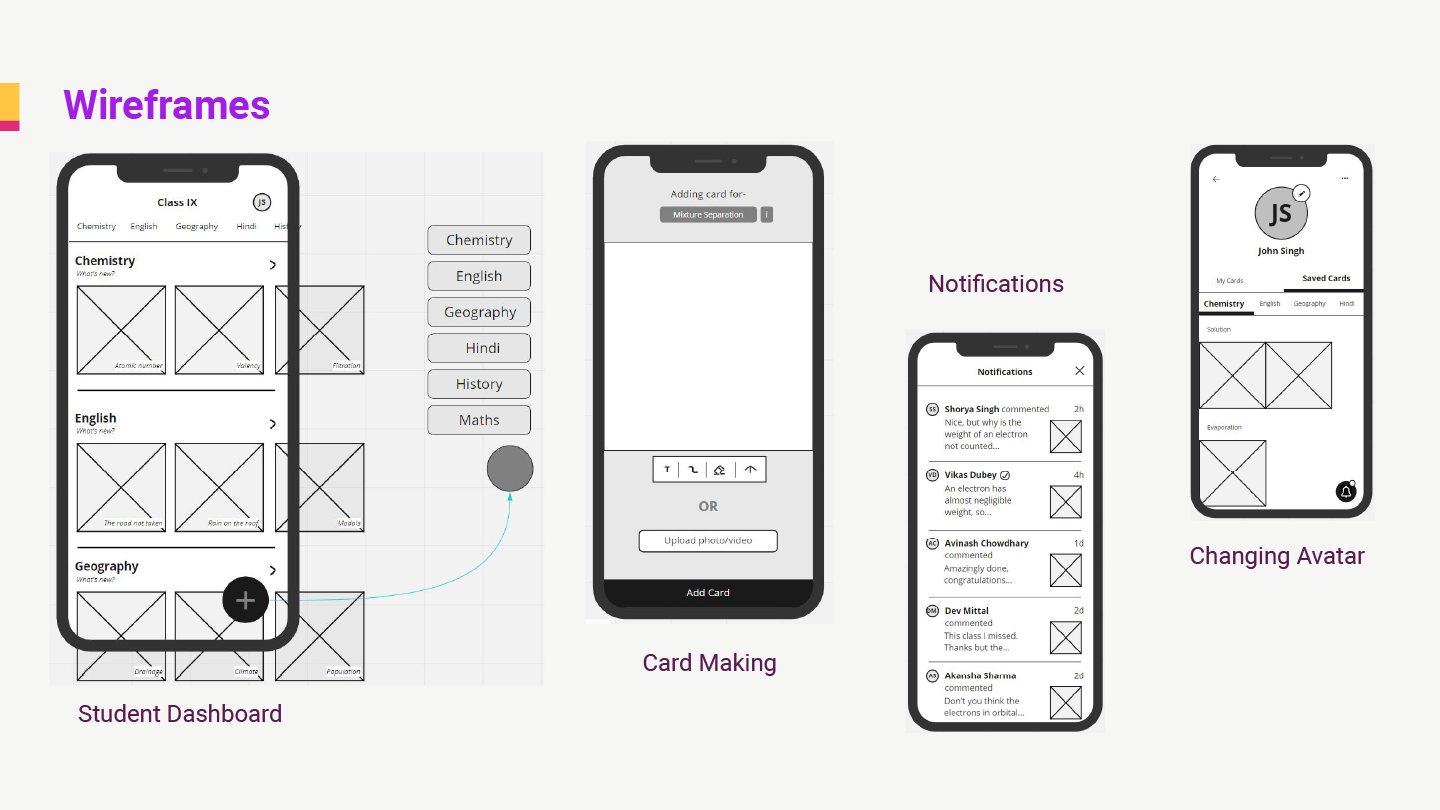 Wireframes
Class IX
JS
Chemistry English Geography Hindi History
Chemistry
What's new?
Atomic number
Valency
Filtration
English
What's new?
The road not taken
Rain on the roof
Modals
Geography
What's new?
Drainage
Climate
Population
Chemistry
English
Geography
Hindi
History
Maths
Student Dashboard
Adding card for-
Mixture Separation
i
T
OR
Upload photo/video
Add Card
Card Making
Notifications
Notifications
SS
Shorya Singh commented 2h
Nice, but why is the
weight of an electron
not counted...
VD
Vikas Dubey 4h
An electron has
almost negligible
weight, so...
AC
Avinash Chowdhary 1d
commented
Amazingly done,
congratulations...
DM
Dev Mittal 2d
commented
This class I missed.
Thanks but the...
AS
Akansha Sharma 2d
commented
Don't you think the
electrons in orbital...
JS
John Singh
My Cards Saved Cards
Chemistry English Geography Hindi
Solution
Evaporation
Changing Avatar